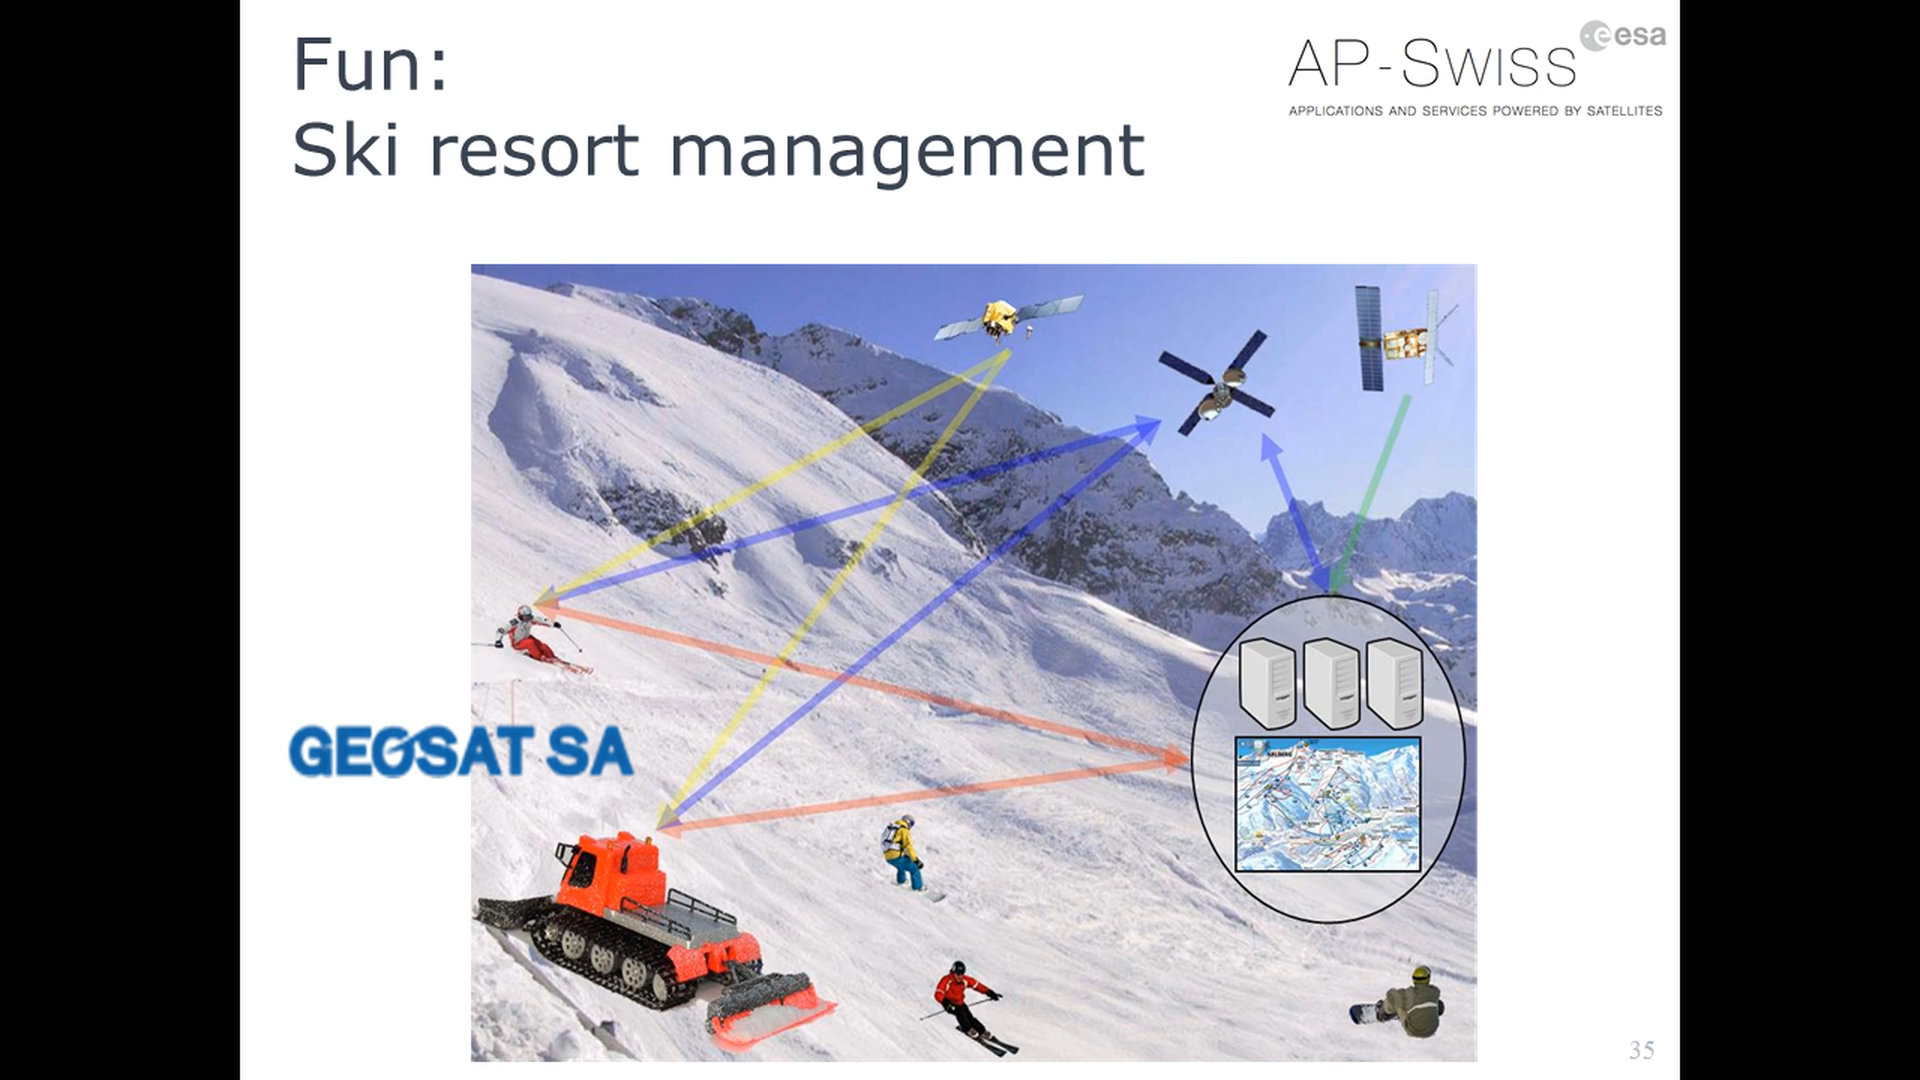 Fun:
Ski resort management
esa
AP-SWISS
APPLICATIONS AND SERVICES POWERED BY SATELLITES
GEOSAT SA
35